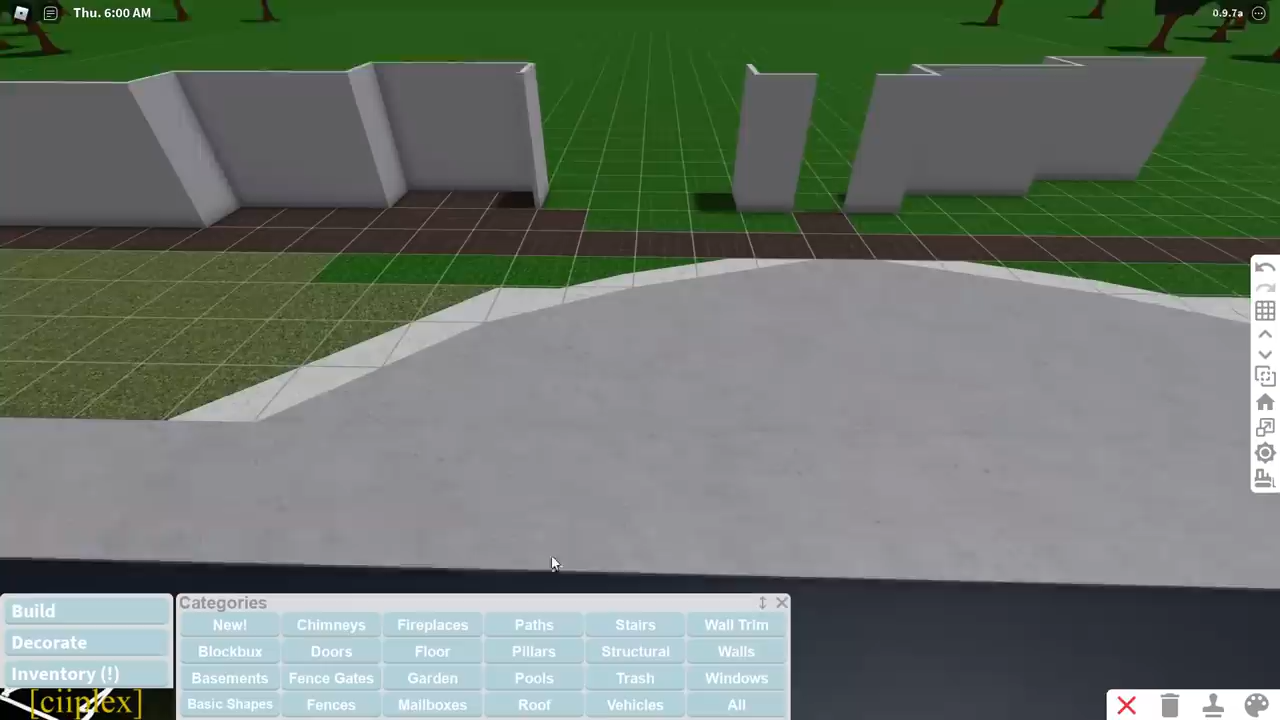 Thu. 6:00 AM
0.9.7a
Build
Decorate
Inventory (!)
[ciiplex]
Categories
New! Chimneys Fireplaces Paths Stairs Wall Trim
Blockbux Doors Floor Pillars Structural Walls
Basements Fence Gates Garden Pools Trash Windows
Basic Shapes Fences Mailboxes Roof Vehicles All